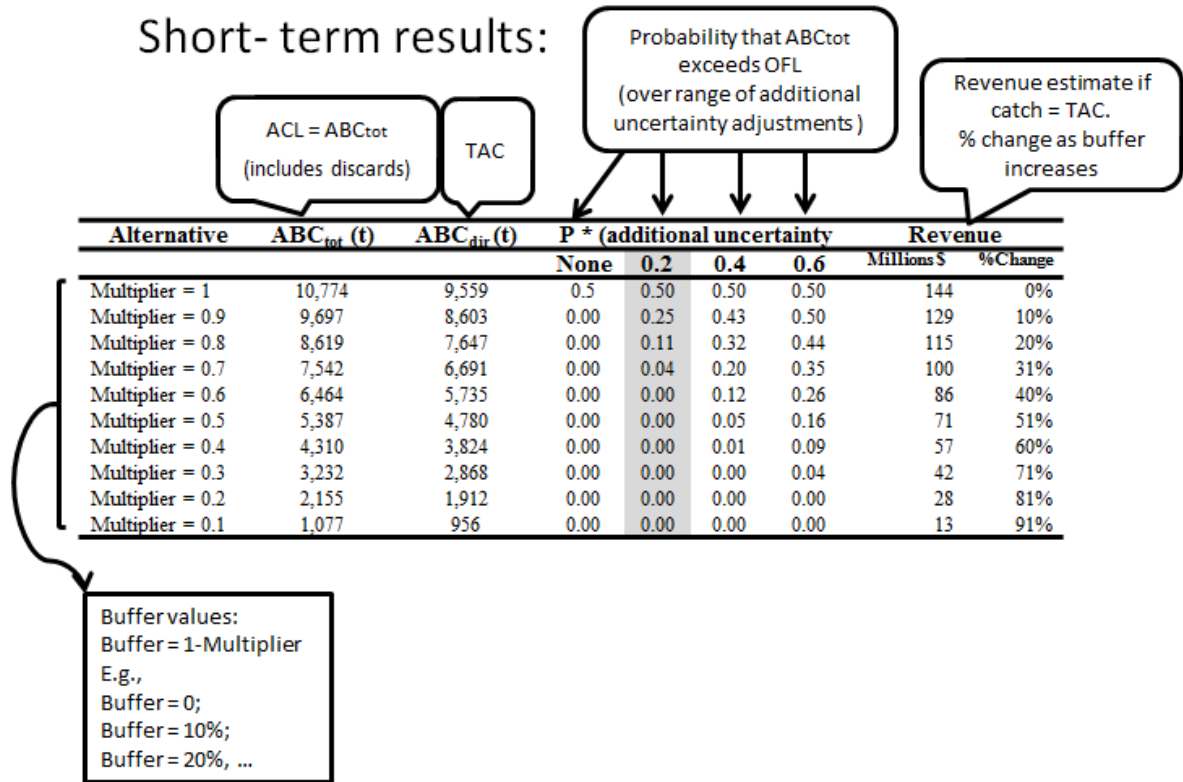 Short- term results:
Probability that ABCtot
exceeds OFL
(over range of additional
uncertainty adjustments )
Revenue estimate if
catch = TAC.
% change as buffer
increases
ACL = ABCtot
(includes discards)
TAC
Alternative ABCtot (t) ABCdir (t) P * (additional uncertainty Revenue
None 0.2 0.4 0.6 Millions $ %Change
Multiplier = 1 10,774 9,559 0.5 0.50 0.50 0.50 144 0%
Multiplier = 0.9 9,697 8,603 0.00 0.25 0.43 0.50 129 10%
Multiplier = 0.8 8,619 7,647 0.00 0.11 0.32 0.44 115 20%
Multiplier = 0.7 7,542 6,691 0.00 0.04 0.20 0.35 100 31%
Multiplier = 0.6 6,464 5,735 0.00 0.00 0.12 0.26 86 40%
Multiplier = 0.5 5,387 4,780 0.00 0.00 0.05 0.16 71 51%
Multiplier = 0.4 4,310 3,824 0.00 0.00 0.01 0.09 57 60%
Multiplier = 0.3 3,232 2,868 0.00 0.00 0.00 0.04 42 71%
Multiplier = 0.2 2,155 1,912 0.00 0.00 0.00 0.00 28 81%
Multiplier = 0.1 1,077 956 0.00 0.00 0.00 0.00 13 91%
Buffer values:
Buffer = 1-Multiplier
E.g.,
Buffer = 0;
Buffer = 10%;
Buffer = 20%, ...